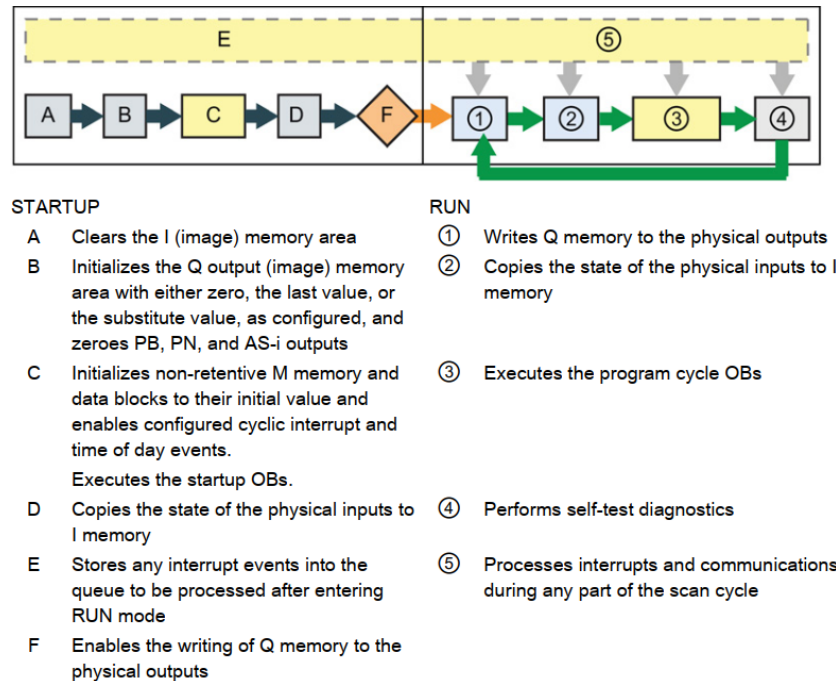 E ⑤
A B C D F ① ② ③ ④
STARTUP
A Clears the I (image) memory area
B Initializes the Q output (image) memory
area with either zero, the last value, or
the substitute value, as configured, and
zeroes PB, PN, and AS-i outputs
C Initializes non-retentive M memory and
data blocks to their initial value and
enables configured cyclic interrupt and
time of day events.
Executes the startup OBs.
D Copies the state of the physical inputs to
I memory
E Stores any interrupt events into the
queue to be processed after entering
RUN mode
F Enables the writing of Q memory to the
physical outputs
RUN
① Writes Q memory to the physical outputs
② Copies the state of the physical inputs to I
memory
③ Executes the program cycle OBs
④ Performs self-test diagnostics
⑤ Processes interrupts and communications
during any part of the scan cycle